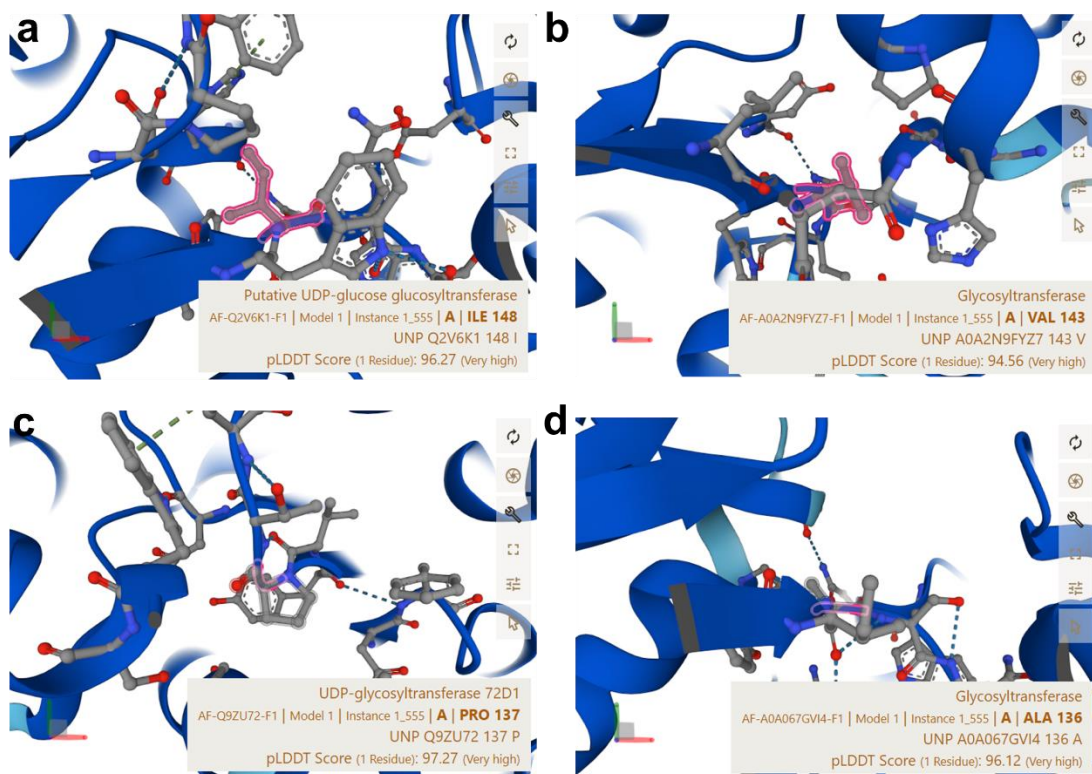 a
Putative UDP-glucose glucosyltransferase
AF-Q2V6K1-F1 | Model 1 | Instance 1_555 | A | ILE 148
UNP Q2V6K1 148 I
pLDDT Score (1 Residue): 96.27 (Very high)
b
Glycosyltransferase
AF-A0A2N9FYZ7-F1 | Model 1 | Instance 1_555 | A | VAL 143
UNP A0A2N9FYZ7 143 V
pLDDT Score (1 Residue): 94.56 (Very high)
c
UDP-glycosyltransferase 72D1
AF-Q9ZU72-F1 | Model 1 | Instance 1_555 | A | PRO 137
UNP Q9ZU72 137 P
pLDDT Score (1 Residue): 97.27 (Very high)
d
Glycosyltransferase
AF-A0A067GVI4-F1 | Model 1 | Instance 1_555 | A | ALA 136
UNP A0A067GVI4 136 A
pLDDT Score (1 Residue): 96.12 (Very high)